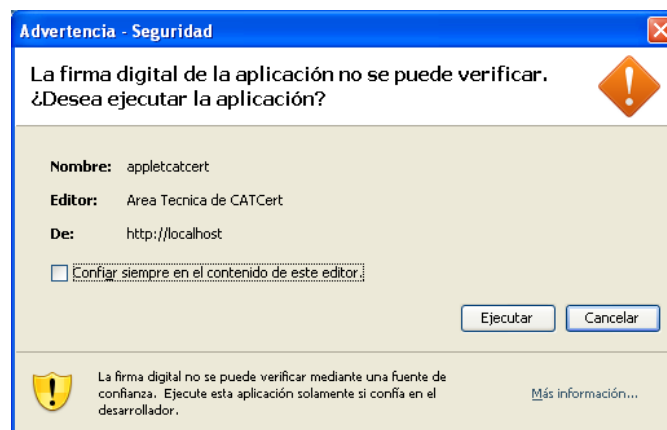 Advertencia - Seguridad
La firma digital de la aplicación no se puede verificar.
¿Desea ejecutar la aplicación?
Nombre: appletcatcert
Editor: Area Tecnica de CATCert
De: http://localhost
Confiar siempre en el contenido de este editor.
Ejecutar Cancelar
La firma digital no se puede verificar mediante una fuente de
confianza. Ejecute esta aplicación solamente si confía en el
desarrollador.
Más información...